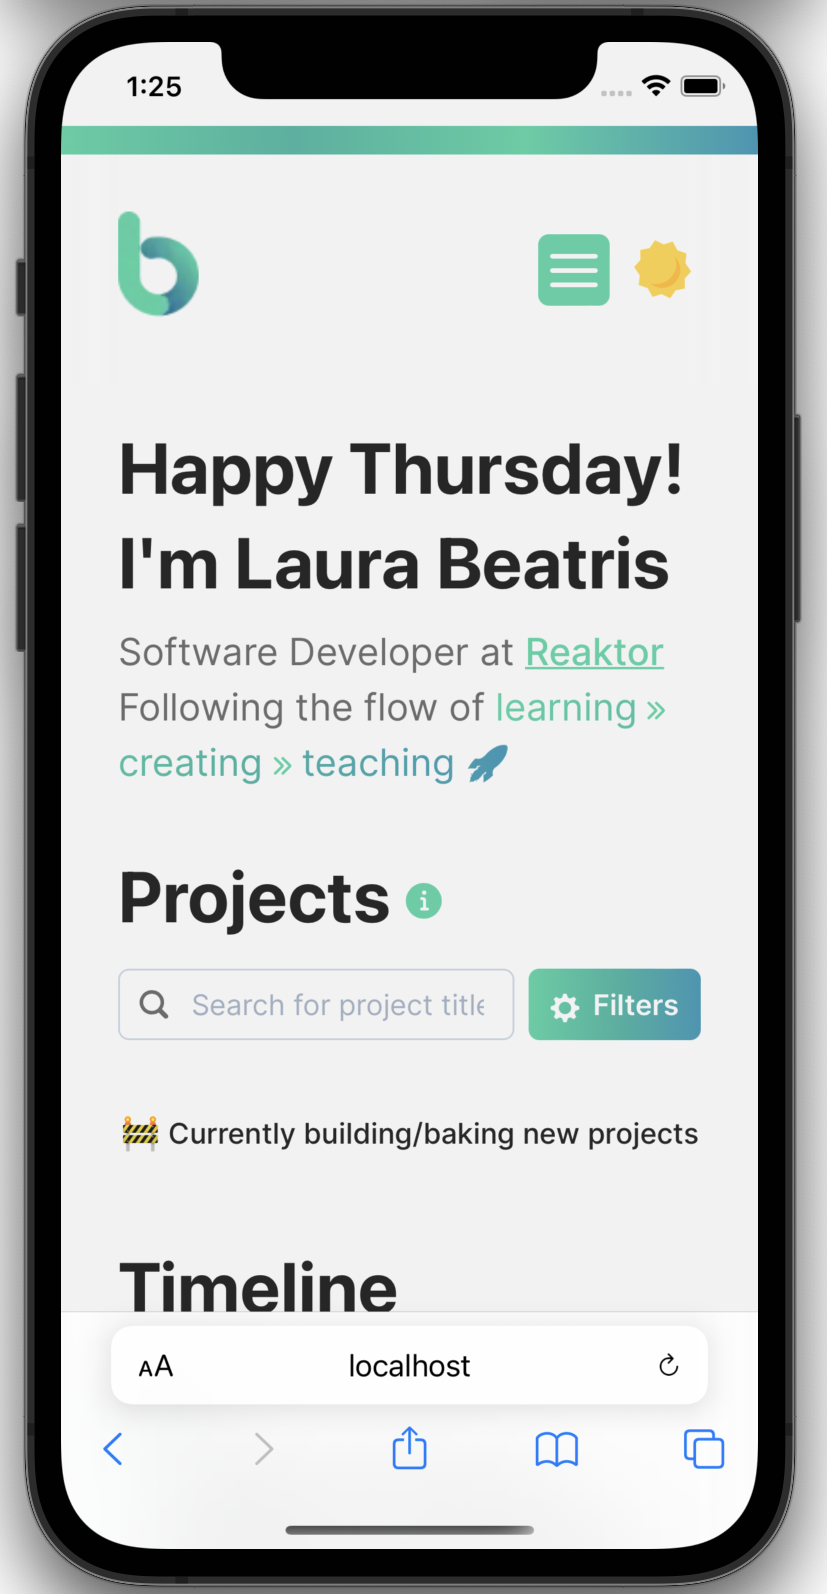 1:25
b
Happy Thursday!
I'm Laura Beatris
Software Developer at Reaktor
Following the flow of learning »
creating » teaching
Projects
i
Search for project title
Filters
Currently building/baking new projects
Timeline
AA
localhost